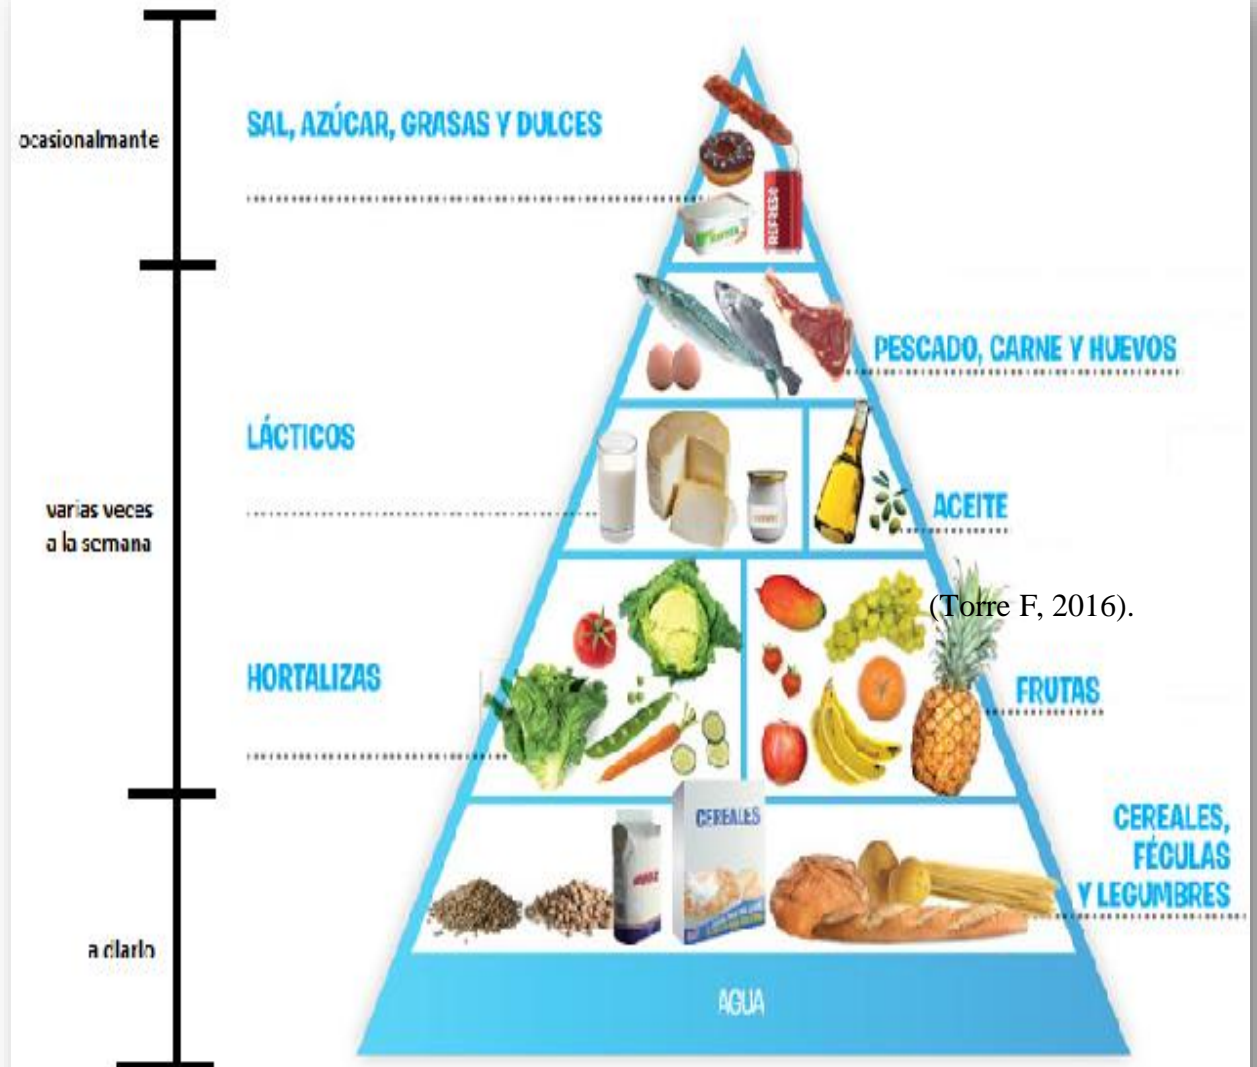 ocasionalmante
SAL, AZÚCAR, GRASAS Y DULCES
REFRESO
PESCADO, CARNE Y HUEVOS
LÁCTICOS
varias veces
a la semana
ACEITE
(Torre F, 2016).
HORTALIZAS
FRUTAS
CEREALES
CEREALES,
FÉCULAS
Y LEGUMBRES
a diario
AGUA